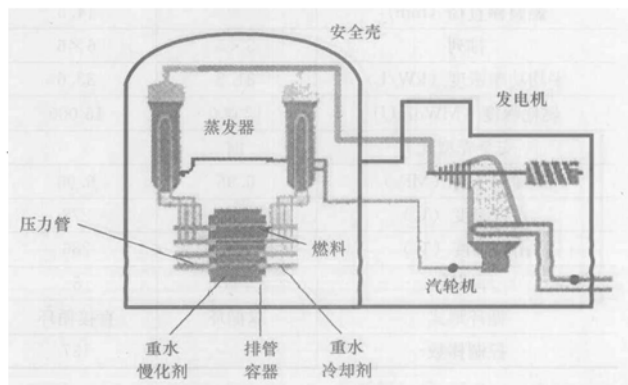 安全壳
发电机
蒸发器
压力管
燃料
汽轮机
重水
慢化剂
排管
容器
重水
冷却剂